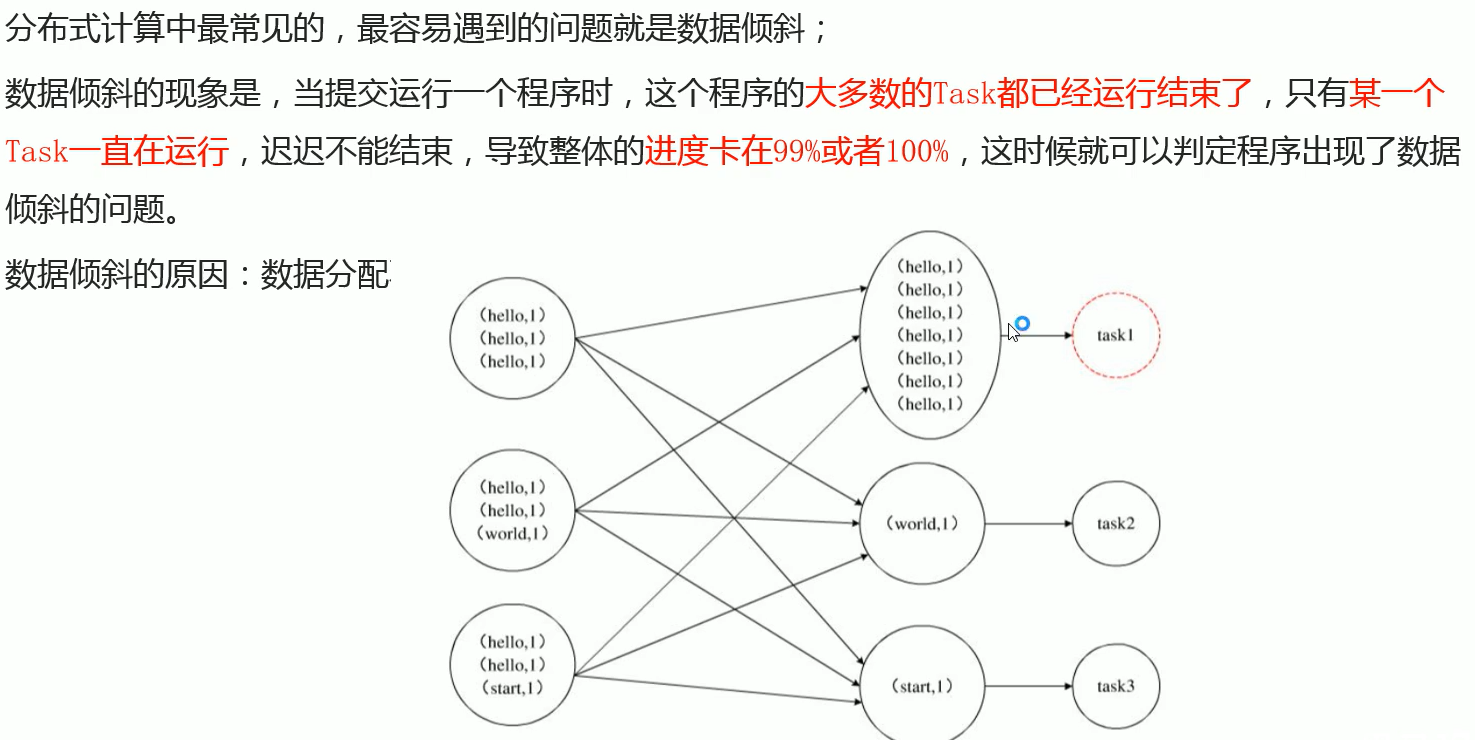 分布式计算中最常见的，最容易遇到的问题就是数据倾斜；
数据倾斜的现象是，当提交运行一个程序时，这个程序的大多数的Task都已经运行结束了，只有某一个
Task一直在运行，迟迟不能结束，导致整体的进度卡在99%或者100%，这时候就可以判定程序出现了数据
倾斜的问题。
数据倾斜的原因：数据分配
(hello,1)
(hello,1)
(hello,1)
(hello,1)
(hello,1)
(world,1)
(hello,1)
(hello,1)
(start,1)
(hello,1)
(hello,1)
(hello,1)
(hello,1)
(hello,1)
(hello,1)
(hello,1)
(world,1)
(start,1)
task1
task2
task3